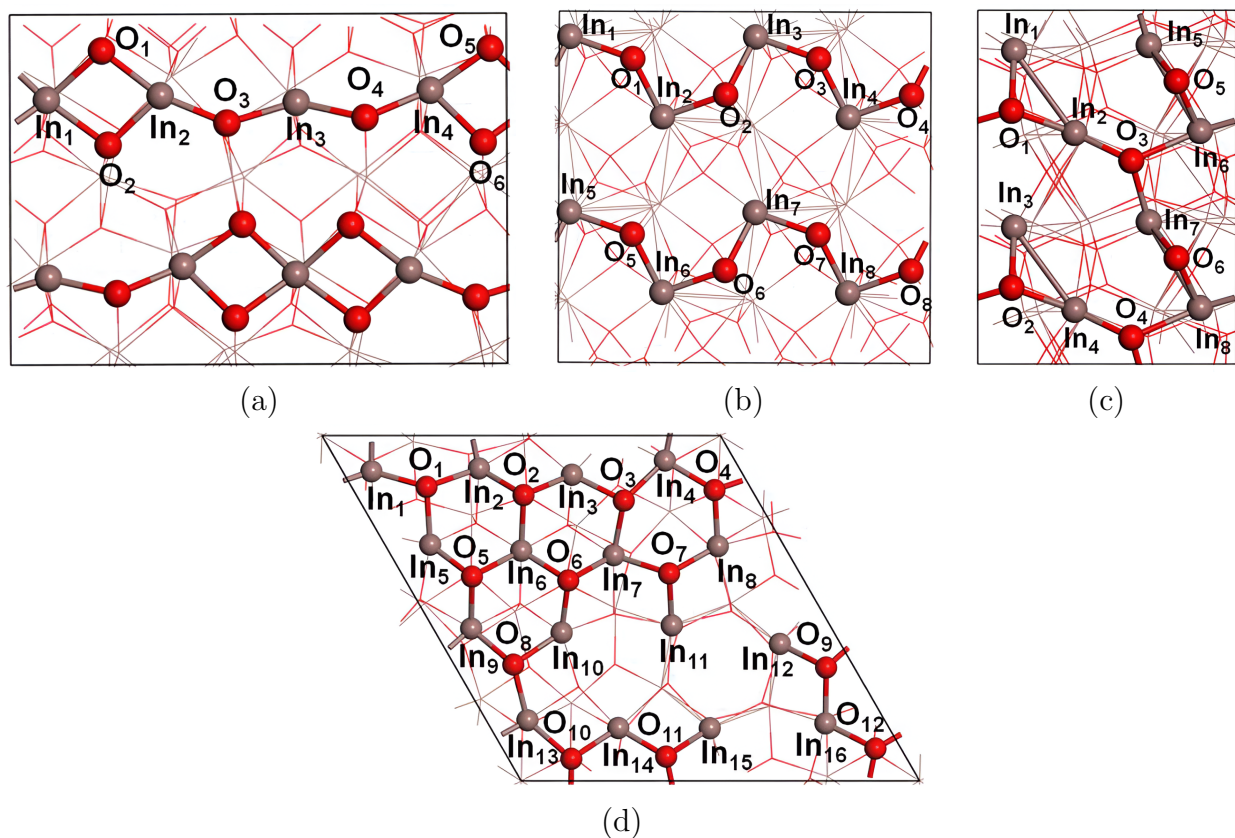 O₁ O₅
O₃ O₄
In₁ In₂ In₃ In₄
O₂ O₆
(a)
In₁ In₃
O₁ O₃
In₂ In₄
O₂ O₄
In₅ In₇
O₅ O₇
In₆ In₈
O₆ O₈
(b)
In₁ In₅
O₅
In₂ O₃
O₁ In₆
In₃ In₇
O₆
O₂ O₄
In₄ In₈
(c)
O₁ O₂ O₃ O₄
In₁ In₂ In₃ In₄
O₅ O₆ O₇
In₅ In₆ In₇ In₈
O₈ O₉
In₉ In₁₀ In₁₁ In₁₂
O₁₀ O₁₁ O₁₂
In₁₃ In₁₄ In₁₅ In₁₆
(d)